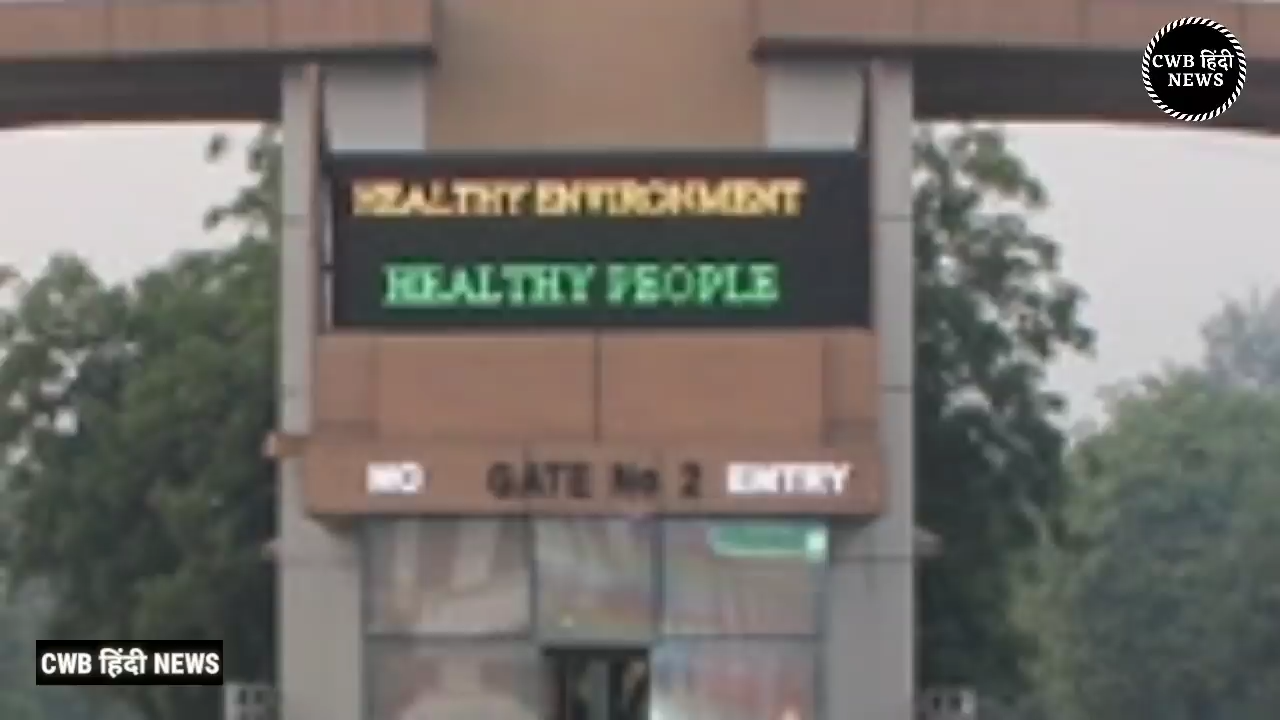 CWB हिंदी
NEWS
HEALTHY ENVIRONMENT
HEALTHY PEOPLE
NO GATE No 2 ENTRY
CWB हिंदी NEWS